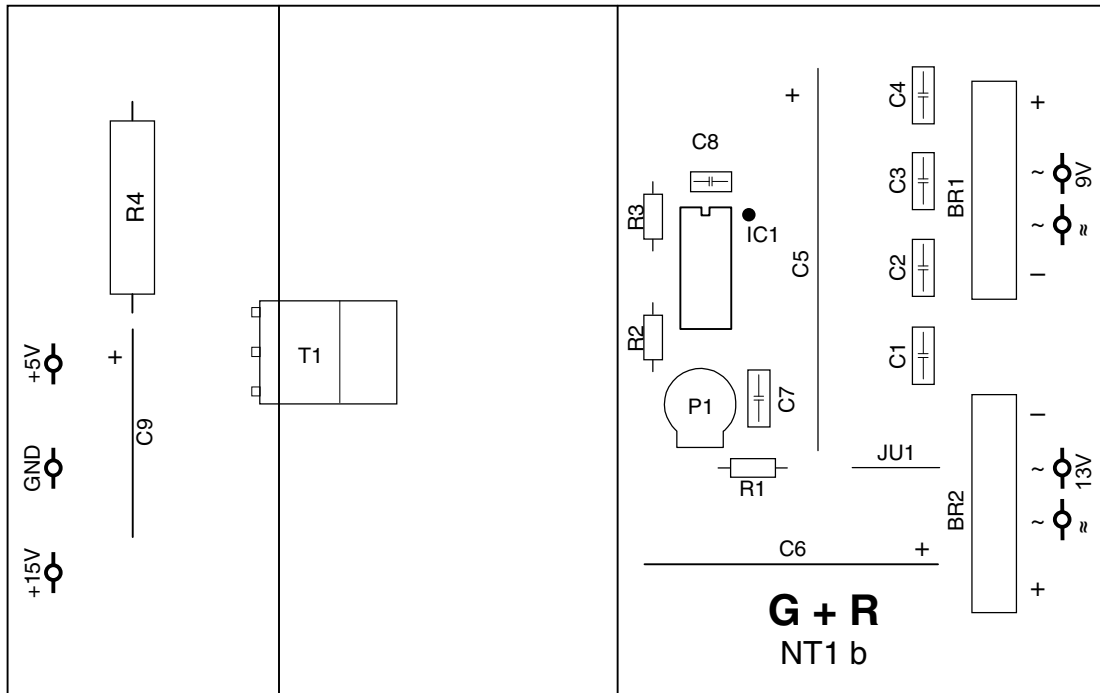 R4
+
+5V
C9
GND
+15V
T1
C8
R3
IC1
R2
P1
C7
R1
+
C5
C4
C3
C2
C1
BR1
+
~
9V
~
≈
–
JU1
BR2
–
~
13V
~
≈
+
C6
+
G + R
NT1 b